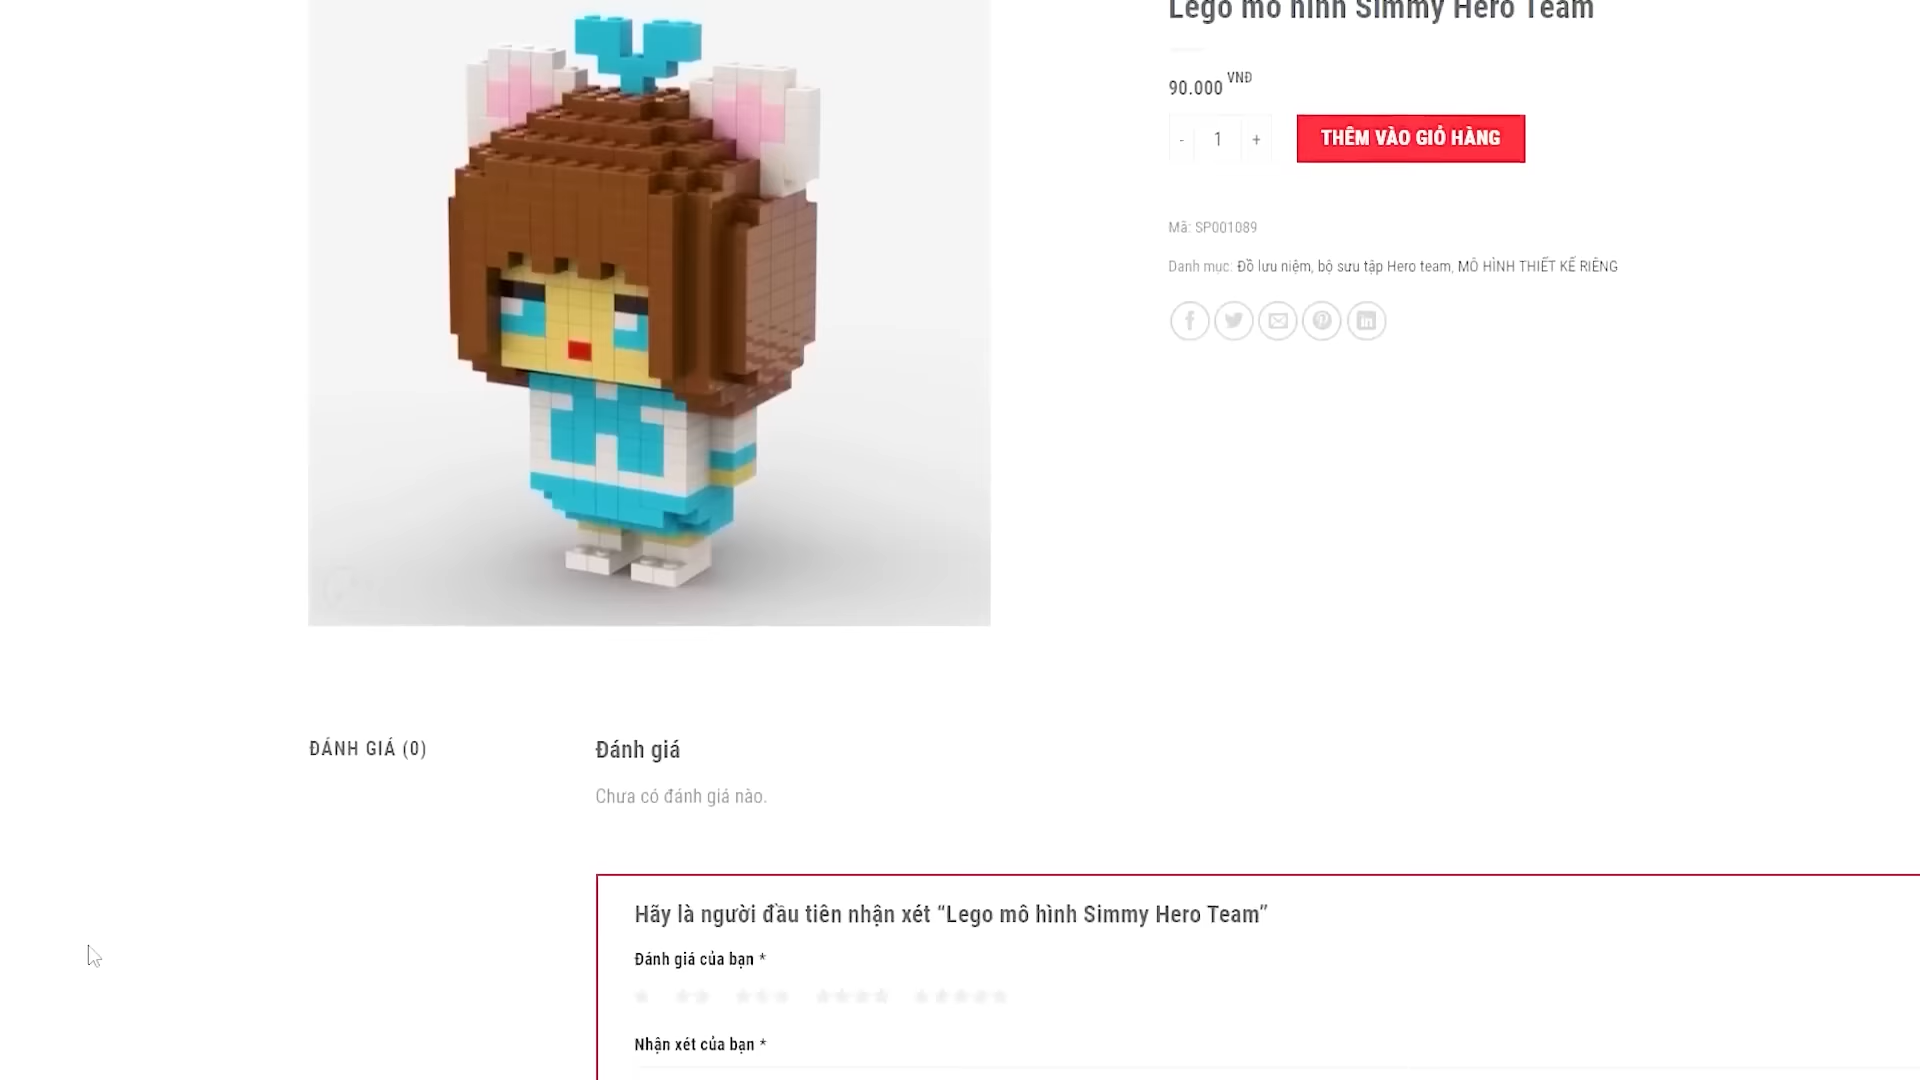 Lego mô hình Simmy Hero Team
90.000 VNĐ
- 1 +
THÊM VÀO GIỎ HÀNG
Mã: SP001089
Danh mục: Đồ lưu niệm, bộ sưu tập Hero team, MÔ HÌNH THIẾT KẾ RIÊNG
ĐÁNH GIÁ (0)
Đánh giá
Chưa có đánh giá nào.
Hãy là người đầu tiên nhận xét “Lego mô hình Simmy Hero Team”
Đánh giá của bạn *
Nhận xét của bạn *